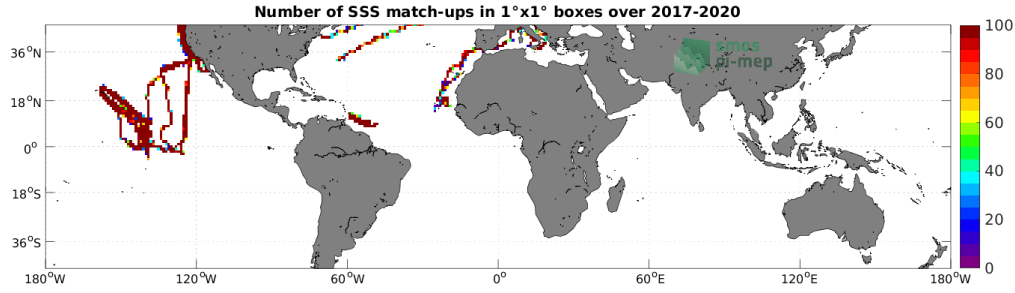 Number of SSS match-ups in 1°x1° boxes over 2017-2020
smos
pi-mep
36°N
18°N
0°
18°S
36°S
180°W
120°W
60°W
0°
60°E
120°E
180°W
100
80
60
40
20
0